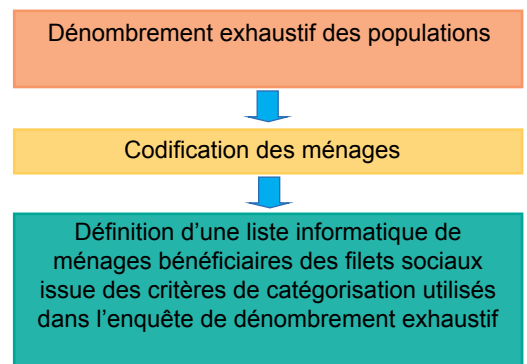 Dénombrement exhaustif des populations
Codification des ménages
Définition d’une liste informatique de
ménages bénéficiaires des filets sociaux
issue des critères de catégorisation utilisés
dans l’enquête de dénombrement exhaustif